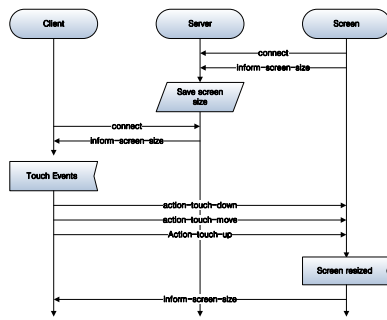 Client
Server
Screen
connect
inform-screen-size
Save screen
size
connect
inform-screen-size
Touch Events
action-touch-down
action-touch-move
Action-touch-up
Screen resized
inform-screen-size